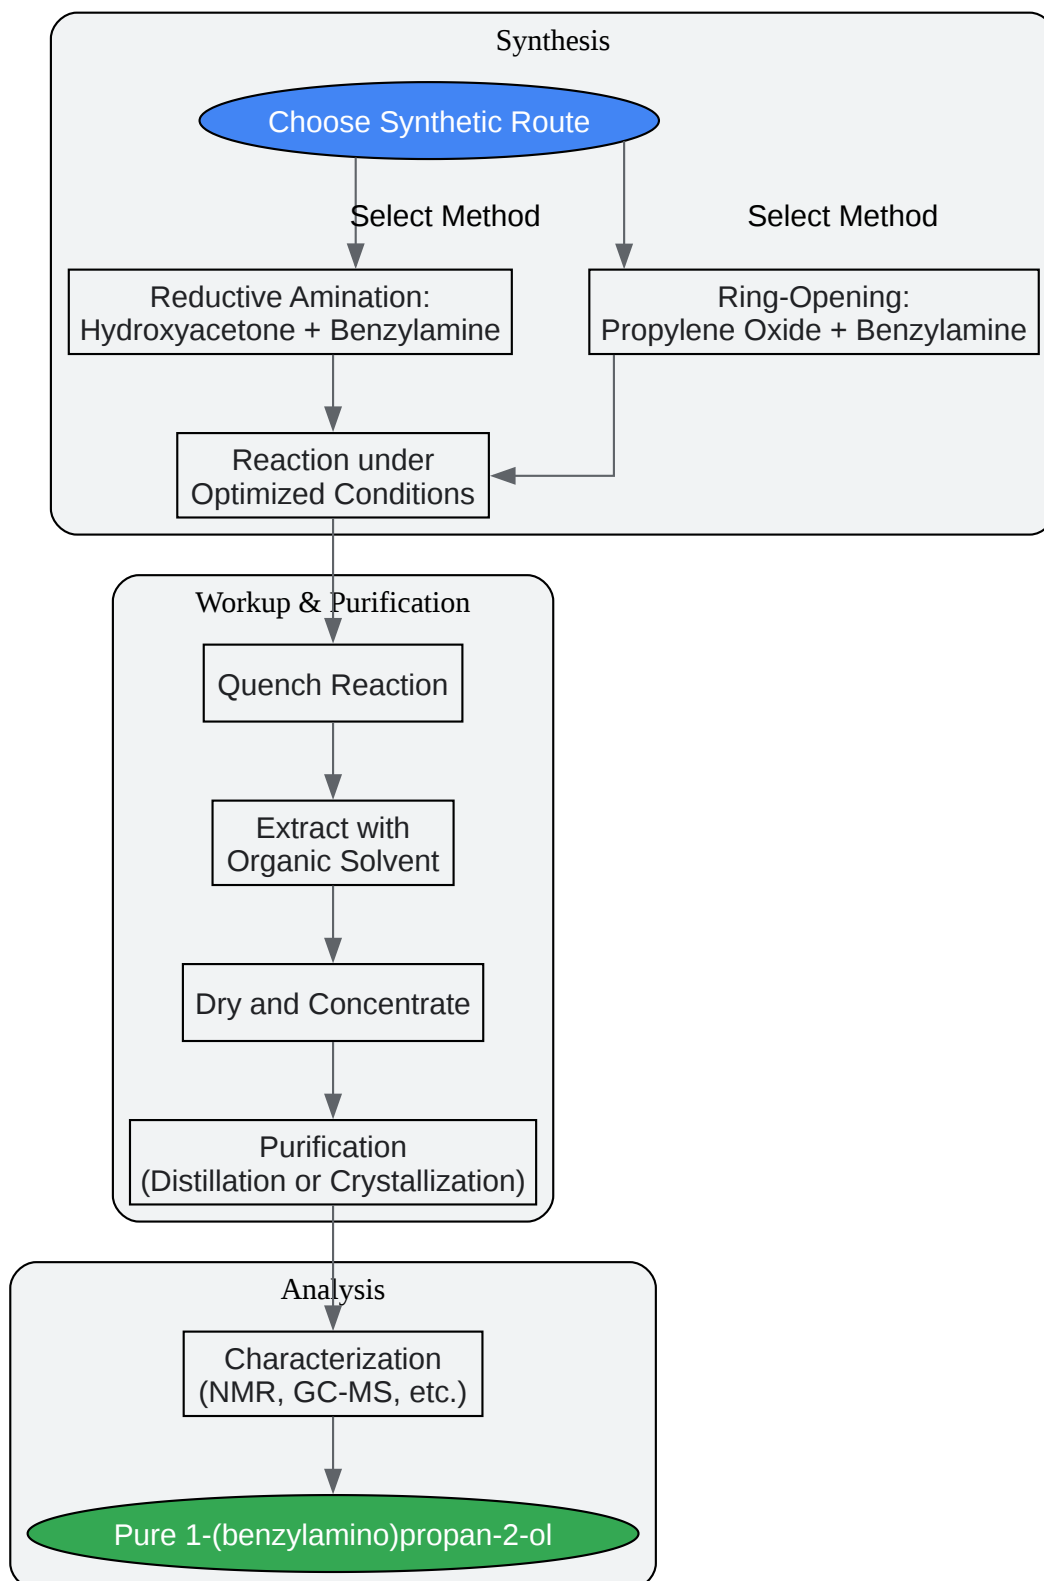 Synthesis
Choose Synthetic Route
Select Method
Select Method
Reductive Amination:
Hydroxyacetone + Benzylamine
Ring-Opening:
Propylene Oxide + Benzylamine
Reaction under
Optimized Conditions
Workup & Purification
Quench Reaction
Extract with
Organic Solvent
Dry and Concentrate
Purification
(Distillation or Crystallization)
Analysis
Characterization
(NMR, GC-MS, etc.)
Pure 1-(benzylamino)propan-2-ol